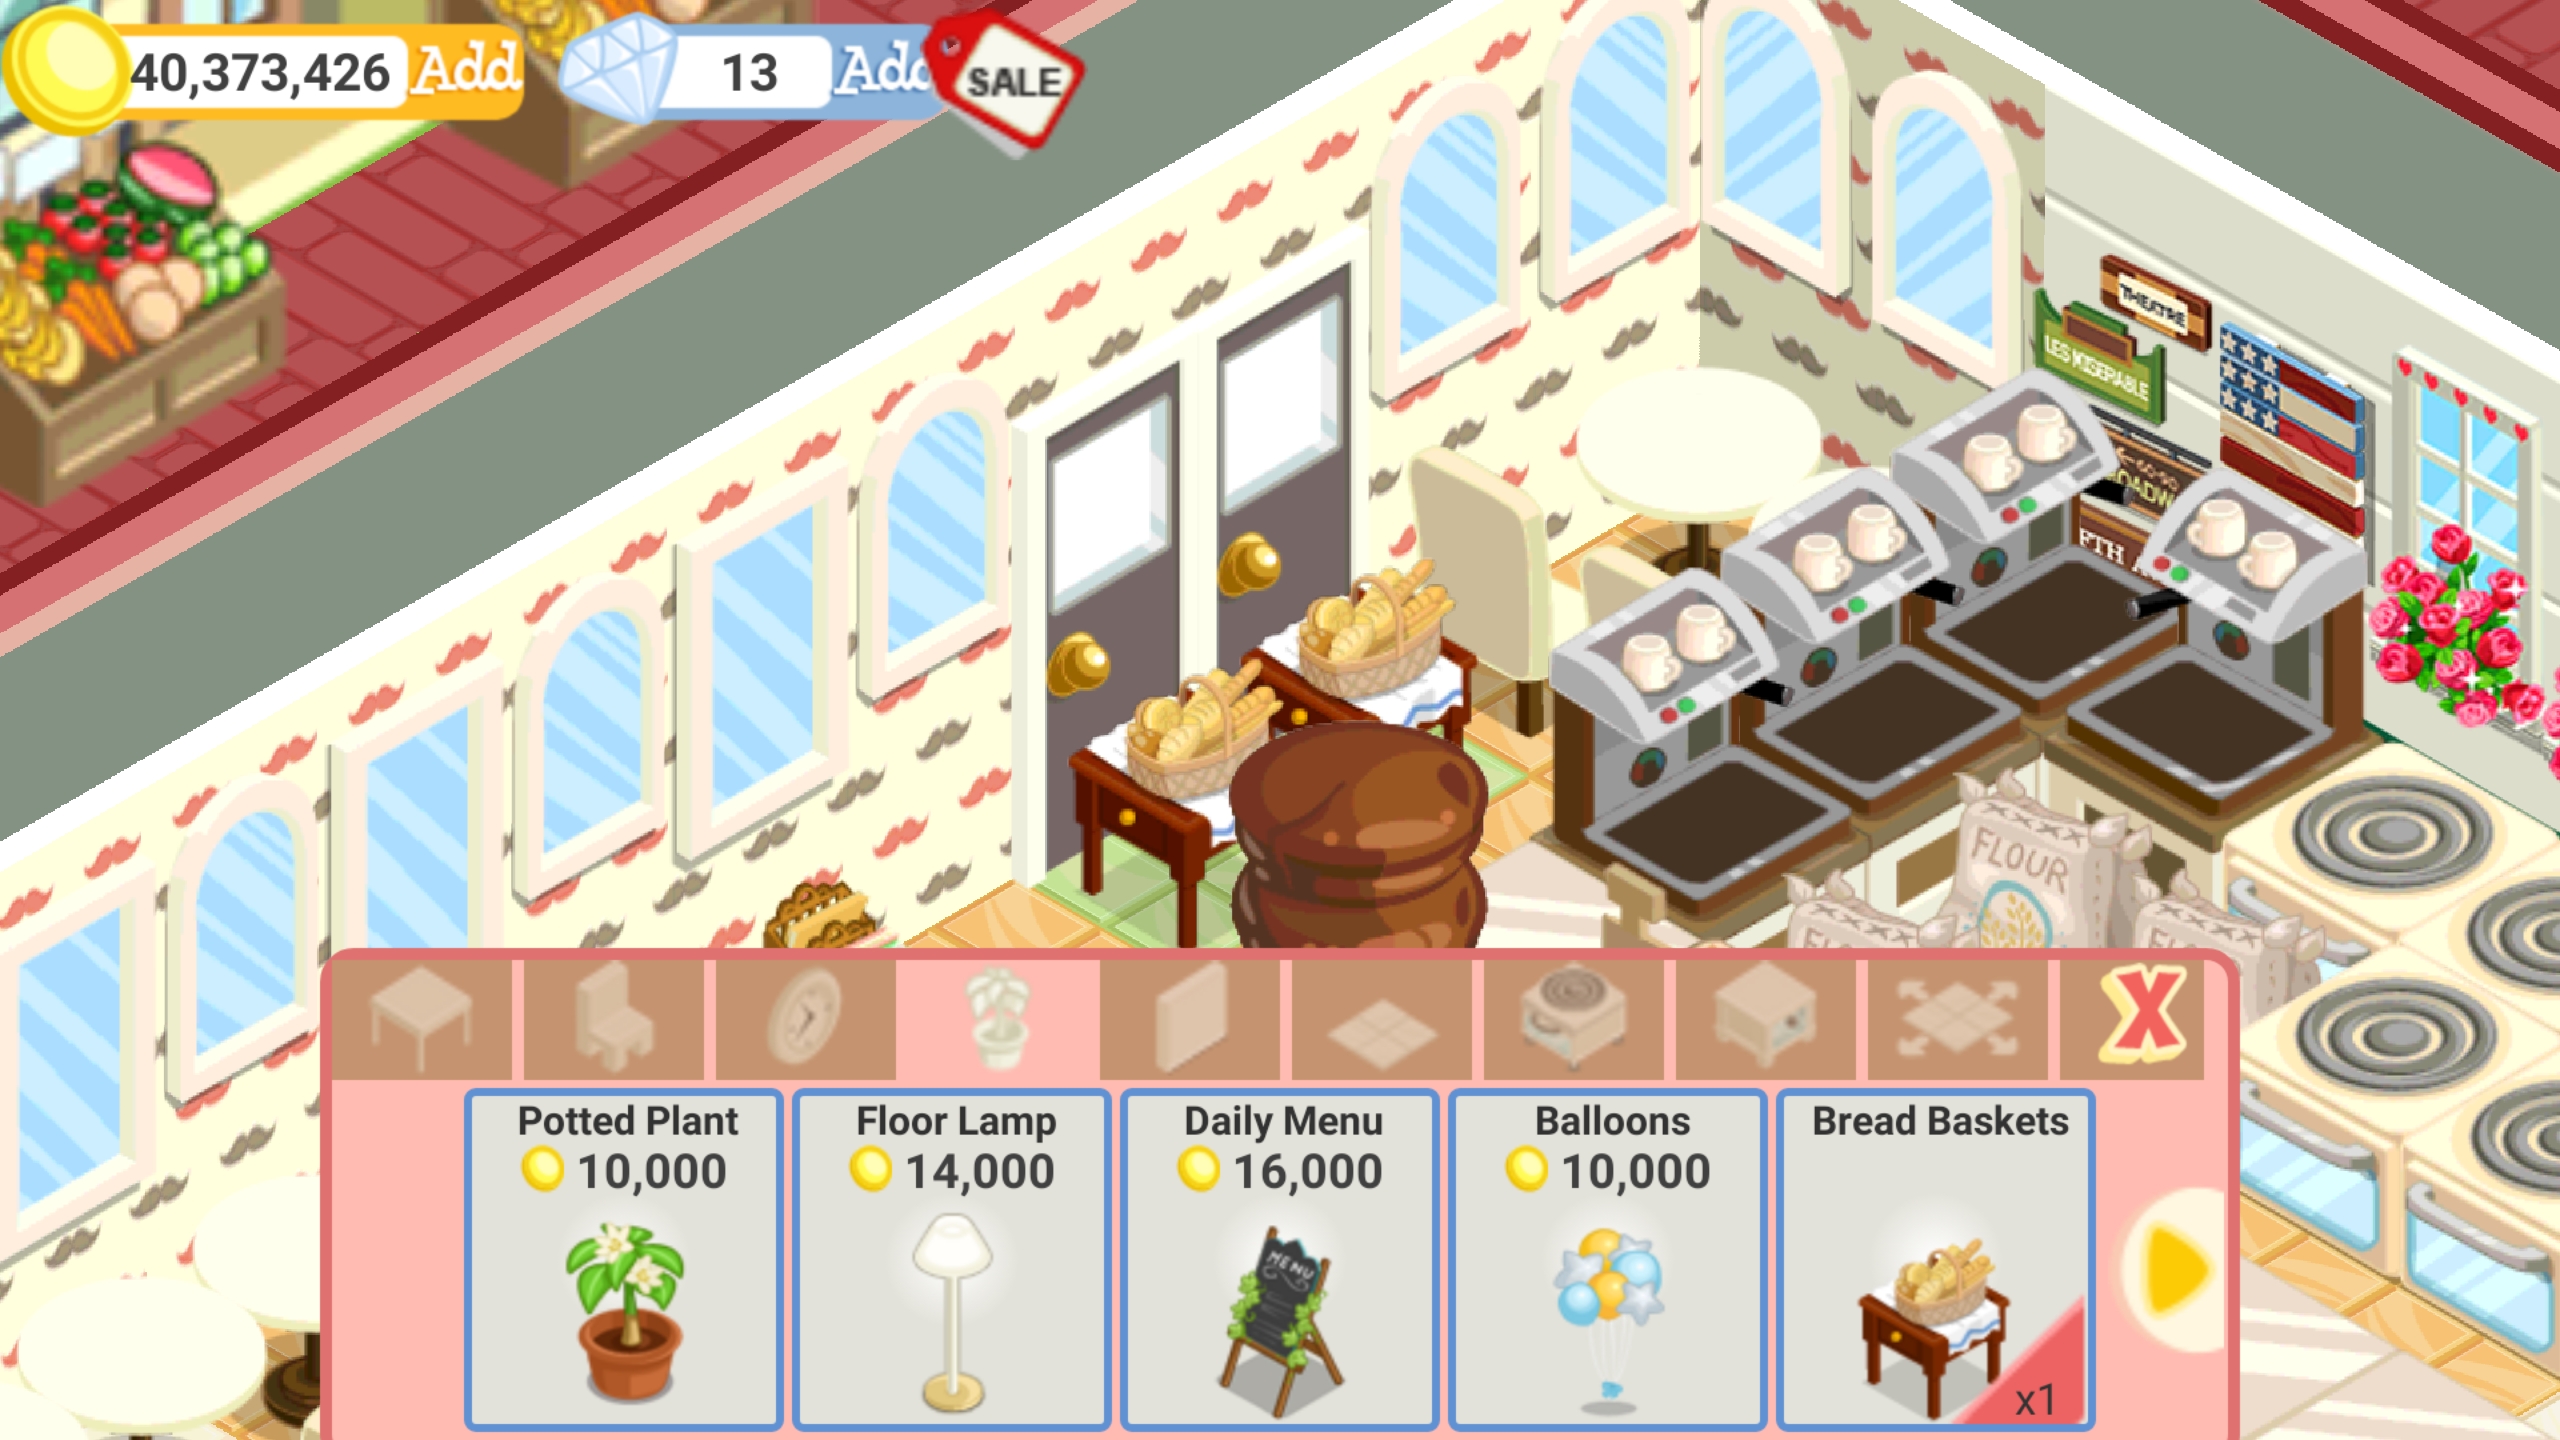 40,373,426 Add
13 Add
SALE
THEATRE
LES MISERABLE
FLOUR
Potted Plant
10,000
Floor Lamp
14,000
Daily Menu
16,000
MENU
Balloons
10,000
Bread Baskets
x1